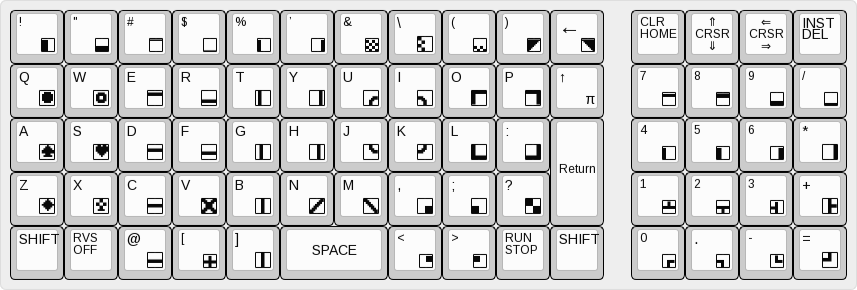 ! " # $ % ' & \ ( ) ← CLR HOME ⇑ CRSR ⇓ ⇐ CRSR ⇒ INST DEL
Q W E R T Y U I O P ↑ π 7 8 9 /
A S D F G H J K L : Return 4 5 6 *
Z X C V B N M , ; ? 1 2 3 +
SHIFT RVS OFF @ [ ] SPACE < > RUN STOP SHIFT 0 . - =